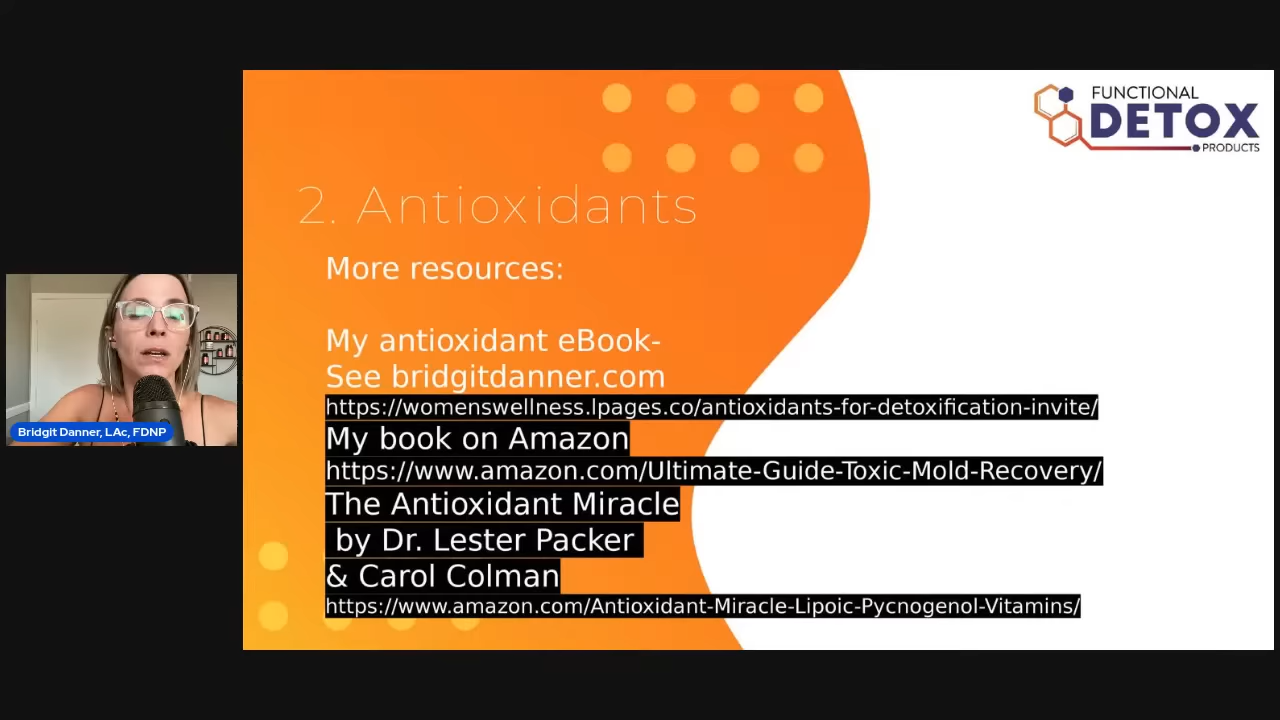 FUNCTIONAL
DETOX
PRODUCTS
2. Antioxidants
More resources:
My antioxidant eBook-
See bridgitdanner.com
https://womenswellness.lpages.co/antioxidants-for-detoxification-invite/
My book on Amazon
https://www.amazon.com/Ultimate-Guide-Toxic-Mold-Recovery/
The Antioxidant Miracle
by Dr. Lester Packer
& Carol Colman
https://www.amazon.com/Antioxidant-Miracle-Lipoic-Pycnogenol-Vitamins/
Bridgit Danner, LAc, FDNP